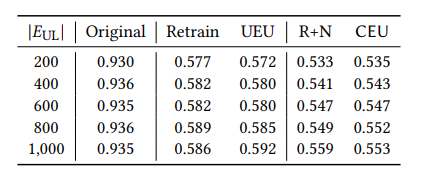 |E_UL| Original Retrain UEU R+N CEU
200 0.930 0.577 0.572 0.533 0.535
400 0.936 0.582 0.580 0.541 0.543
600 0.935 0.582 0.580 0.547 0.547
800 0.936 0.589 0.585 0.549 0.552
1,000 0.935 0.586 0.592 0.559 0.553